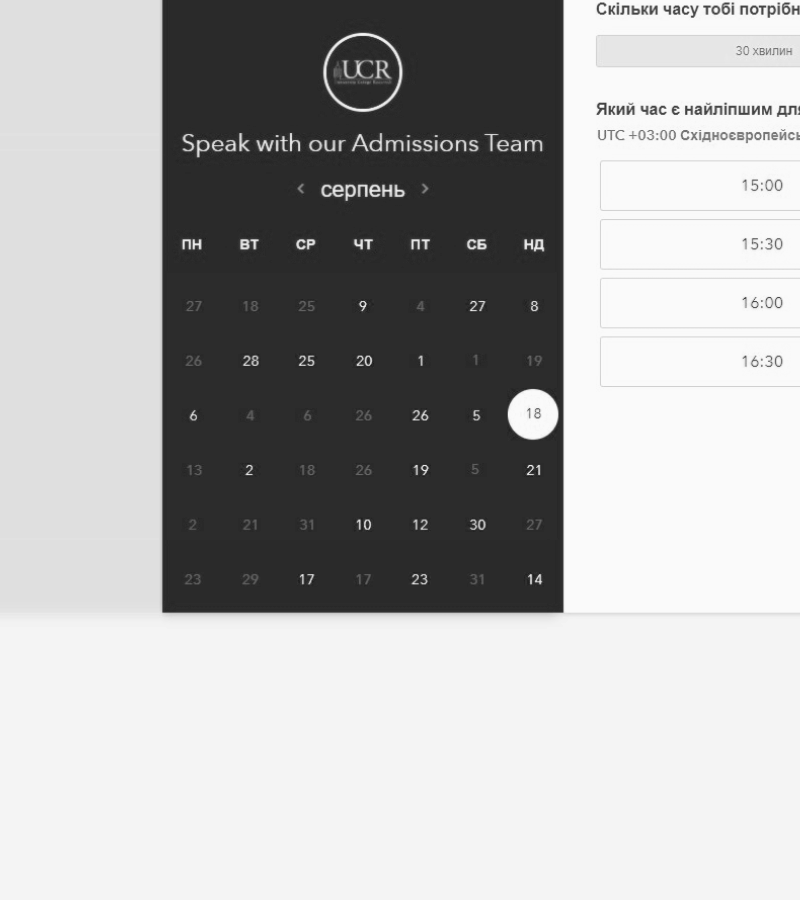 UCR
Speak with our Admissions Team
серпень
ПН ВТ СР ЧТ ПТ СБ НД
27 18 25 9 4 27 8
26 28 25 20 1 1 19
6 4 6 26 26 5 18
13 2 18 26 19 5 21
2 21 31 10 12 30 27
23 29 17 17 23 31 14
Скільки часу тобі потрібн
30 хвилин
Який час є найліпшим для
UTC +03:00 Східноєвропейсь
15:00
15:30
16:00
16:30